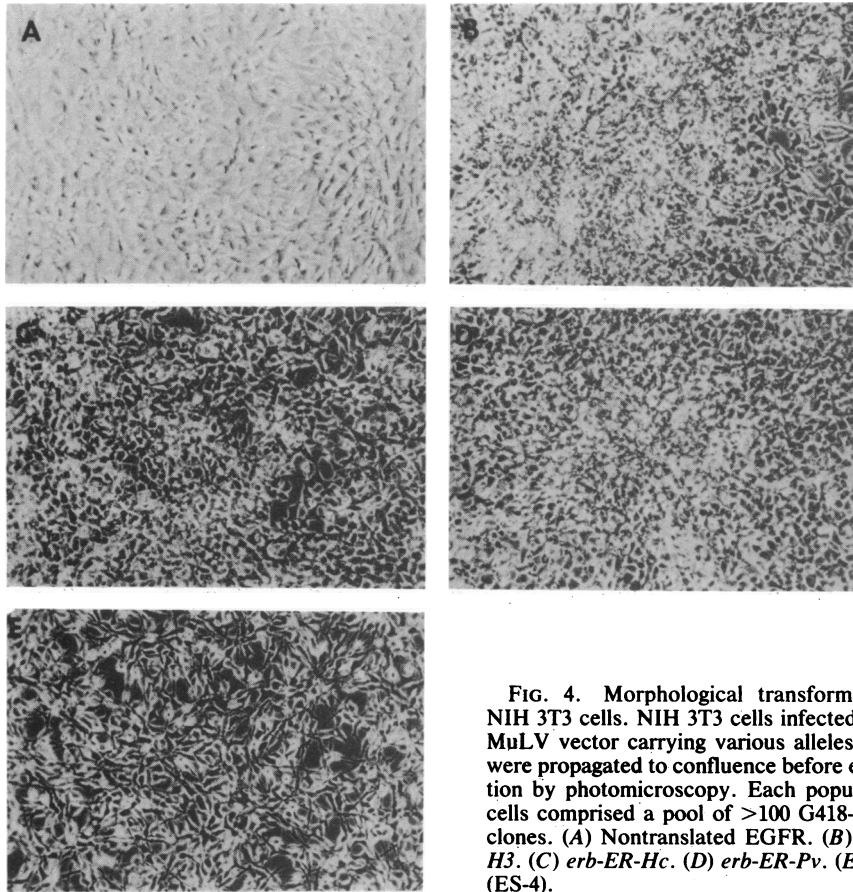 A
B
E
FIG. 4. Morphological transform
NIH 3T3 cells. NIH 3T3 cells infected
MuLV vector carrying various alleles
were propagated to confluence before e
tion by photomicroscopy. Each popu
cells comprised a pool of >100 G418-
clones. (A) Nontranslated EGFR. (B)
H3. (C) erb-ER-Hc. (D) erb-ER-Pv. (E
(ES-4).